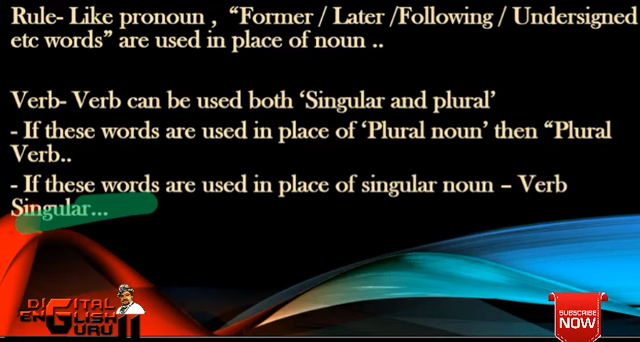 Rule- Like pronoun , “Former / Later /Following / Undersigned
etc words” are used in place of noun ..
Verb- Verb can be used both ‘Singular and plural’
- If these words are used in place of ‘Plural noun’ then “Plural
Verb..
- If these words are used in place of singular noun – Verb
Singular...
DIGITAL
ENGLISH
GURU
SUBSCRIBE
NOW